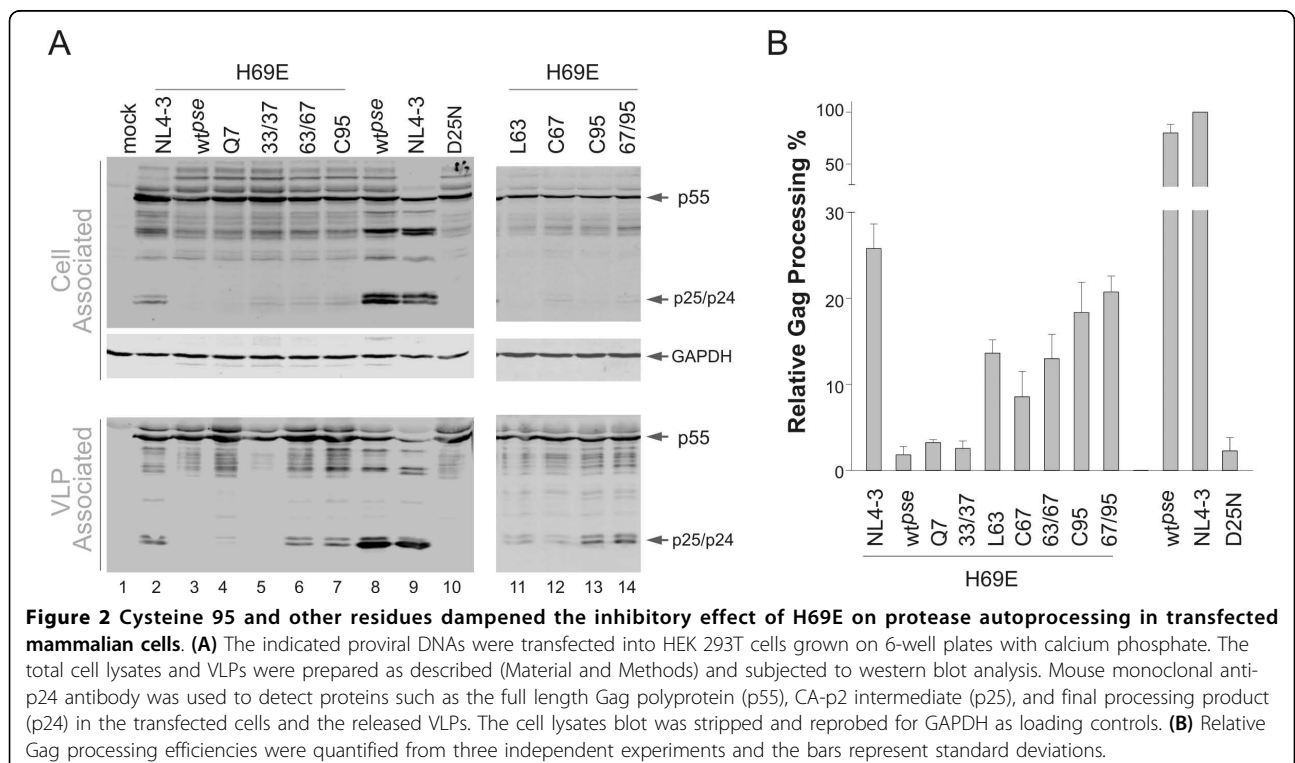 A
H69E
mock
NL4-3
wtpse
Q7
33/37
63/67
C95
wtpse
NL4-3
D25N
H69E
L63
C67
C95
67/95
Cell
Associated
p55
p25/p24
GAPDH
VLP
Associated
p55
p25/p24
1 2 3 4 5 6 7 8 9 10 11 12 13 14
B
Relative Gag Processing %
100
50
30
20
10
0
NL4-3
wtpse
Q7
33/37
L63
C67
63/67
C95
67/95
wtpse
NL4-3
D25N
H69E
Figure 2 Cysteine 95 and other residues dampened the inhibitory effect of H69E on protease autoprocessing in transfected
mammalian cells. (A) The indicated proviral DNAs were transfected into HEK 293T cells grown on 6-well plates with calcium phosphate. The
total cell lysates and VLPs were prepared as described (Material and Methods) and subjected to western blot analysis. Mouse monoclonal anti-
p24 antibody was used to detect proteins such as the full length Gag polyprotein (p55), CA-p2 intermediate (p25), and final processing product
(p24) in the transfected cells and the released VLPs. The cell lysates blot was stripped and reprobed for GAPDH as loading controls. (B) Relative
Gag processing efficiencies were quantified from three independent experiments and the bars represent standard deviations.